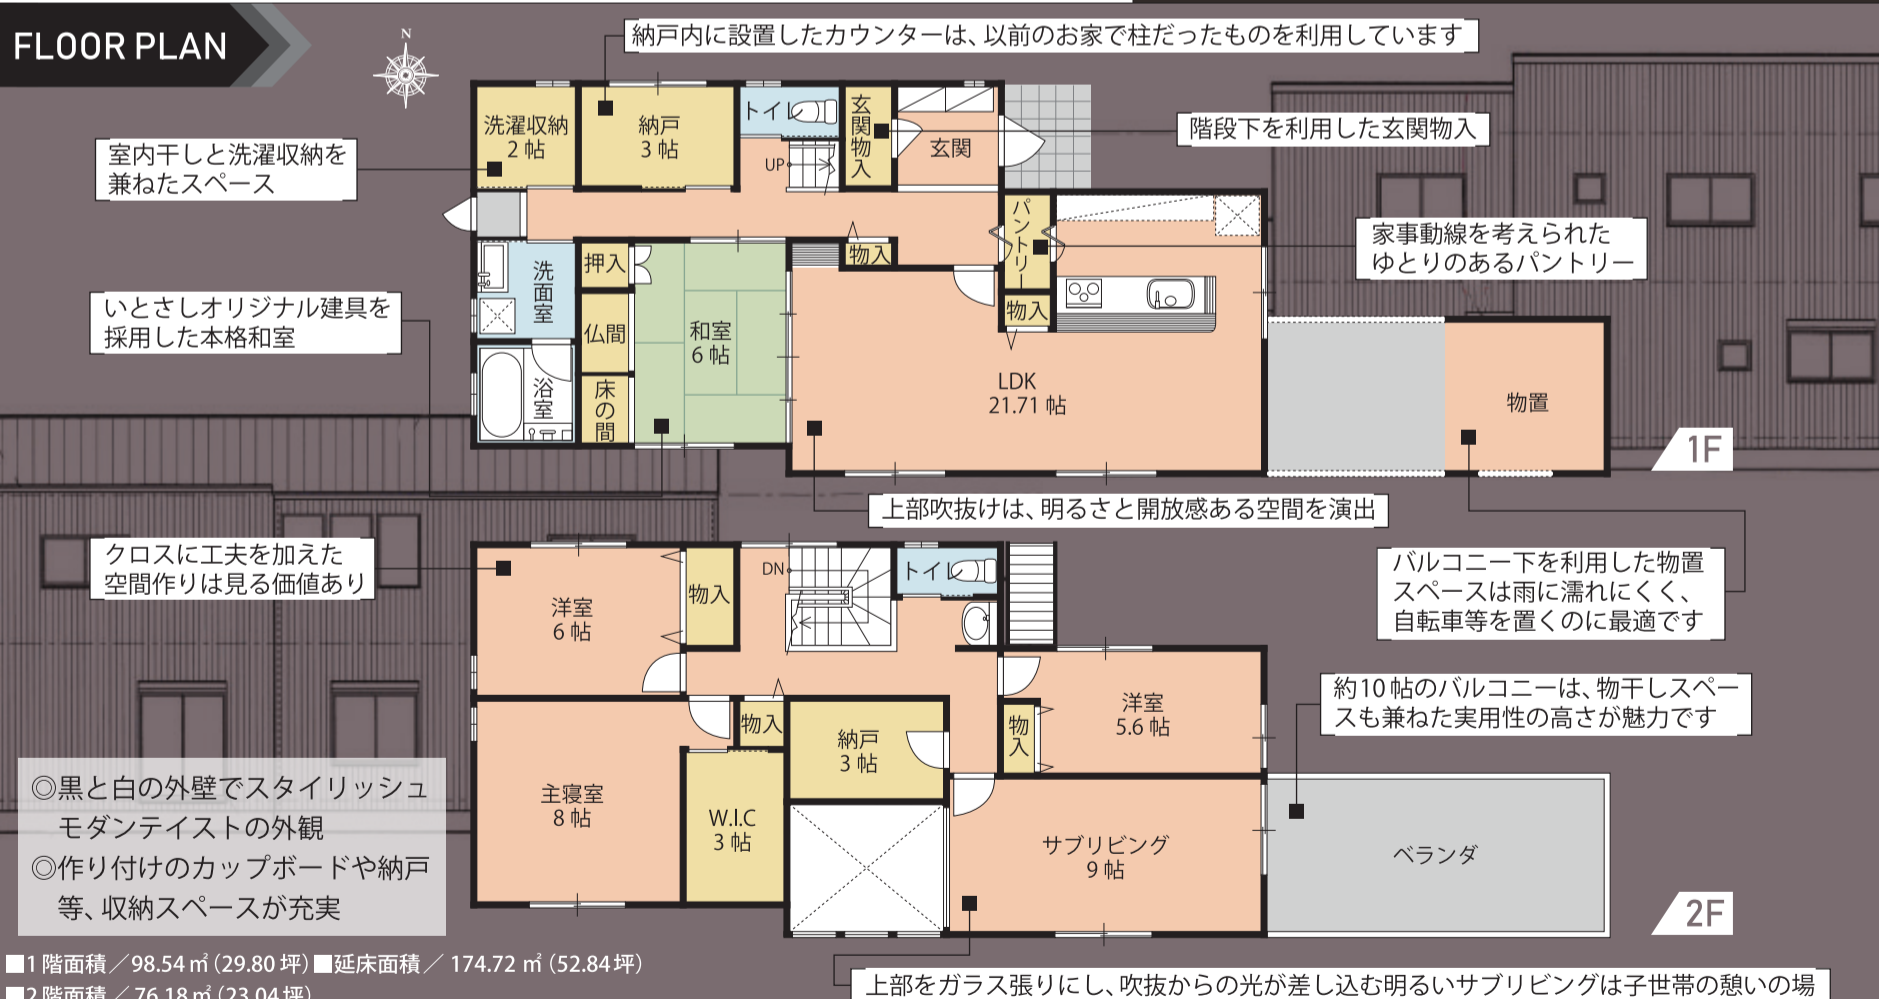 FLOOR PLAN
N
納戸内に設置したカウンターは、以前のお家で柱だったものを利用しています
洗濯収納
2 帖
納戸
3 帖
トイレ
玄関物入
玄関
階段下を利用した玄関物入
室内干しと洗濯収納を
兼ねたスペース
UP
パントリー
家事動線を考えられた
ゆとりのあるパントリー
物入
押入
洗面室
いとさしオリジナル建具を
採用した本格和室
仏間
和室
6 帖
物入
浴室
床の間
LDK
21.71 帖
物置
1F
上部吹抜けは、明るさと開放感ある空間を演出
クロスに工夫を加えた
空間作りは見る価値あり
洋室
6 帖
物入
DN
トイレ
バルコニー下を利用した物置
スペースは雨に濡れにくく、
自転車等を置くのに最適です
約10帖のバルコニーは、物干しスペー
スも兼ねた実用性の高さが魅力です
物入
納戸
3 帖
物入
洋室
5.6 帖
主寝室
8 帖
W.I.C
3 帖
サブリビング
9 帖
ベランダ
2F
◎黒と白の外壁でスタイリッシュ
モダンテイストの外観
◎作り付けのカップボードや納戸
等、収納スペースが充実
■1階面積／98.54㎡（29.80坪）■延床面積／174.72㎡（52.84坪）
■2階面積／76.18㎡（23.04坪）
上部をガラス張りにし、吹抜からの光が差し込む明るいサブリビングは子世帯の憩いの場